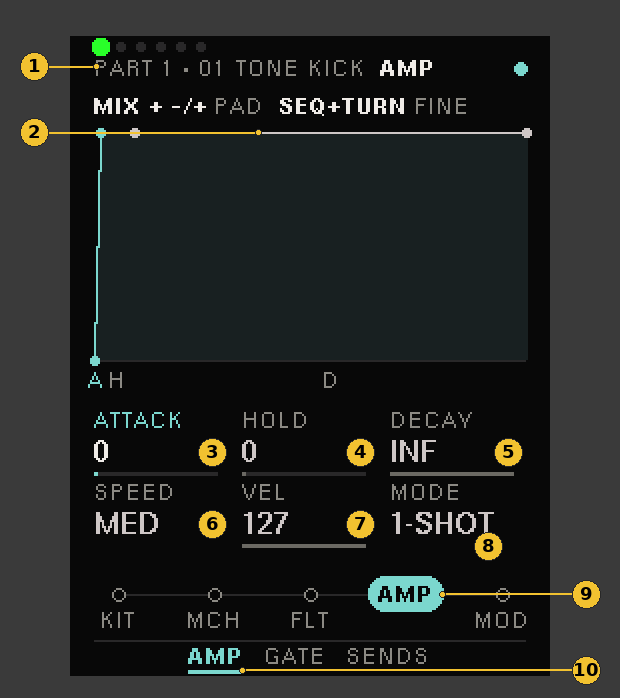 1 PART 1 · 01 TONE KICK AMP
MIX + -/+ PAD SEQ+TURN FINE
2
A H D
ATTACK HOLD DECAY
0 3 0 4 INF 5
SPEED VEL MODE
MED 6 127 7 1-SHOT
8
AMP 9
KIT MCH FLT MOD
AMP GATE SENDS
10